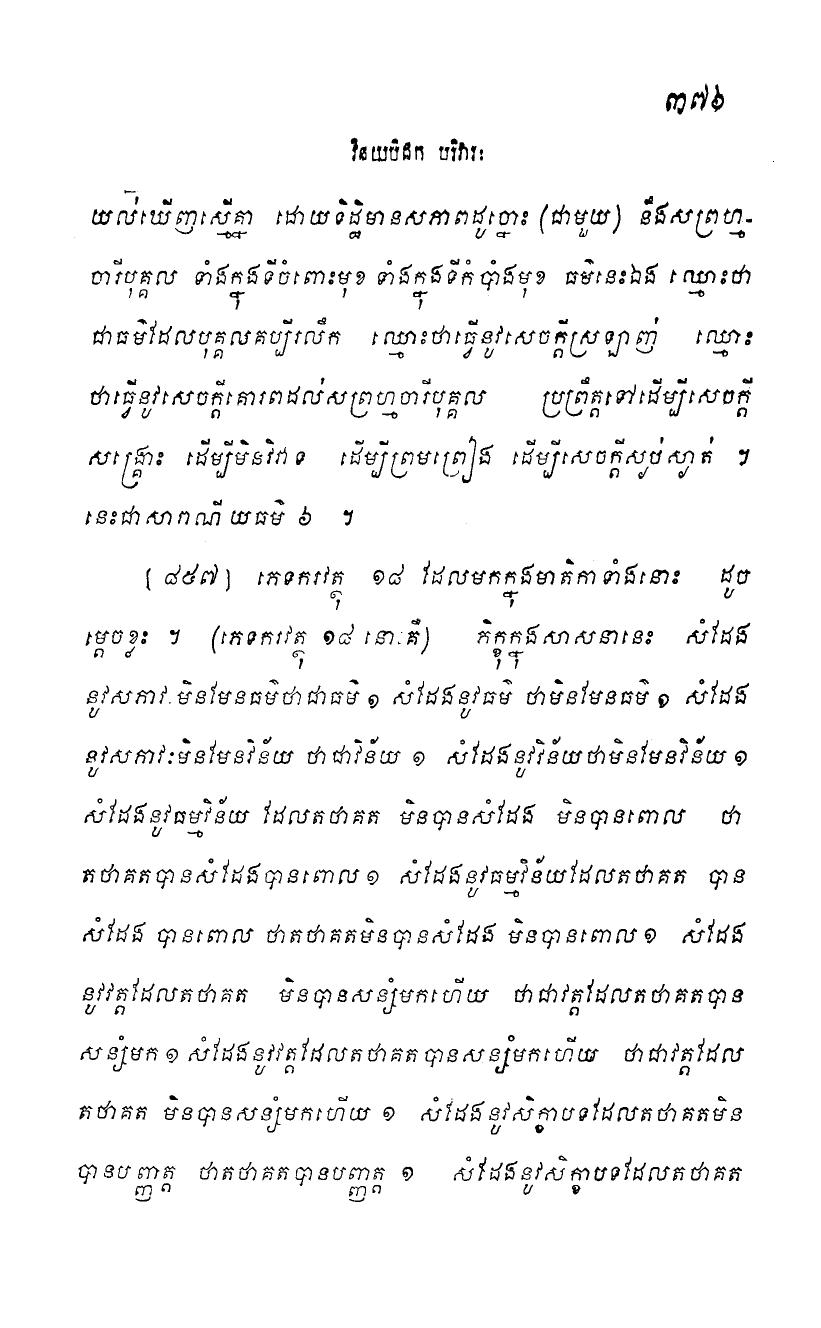 ៣៧៦
វិនយបិដក បរិវារៈ
យល់ឃើញស្មើគ្នា ដោយទិដ្ឋិមានសភាពដូច្នោះ (ជាមួយ) នឹងសព្រហ្ម-
ចារីបុគ្គល ទាំងក្នុងទីចំពោះមុខ ទាំងក្នុងទីកំបាំងមុខ ធម៌នេះឯង ឈ្មោះថា
ជាធម៌ដែលបុគ្គលគប្បីរលឹក ឈ្មោះថាធ្វើនូវសេចក្តីស្រឡាញ់ ឈ្មោះ
ថាធ្វើនូវសេចក្តីគោរពដល់សព្រហ្មចារីបុគ្គល ប្រព្រឹត្តទៅដើម្បីសេចក្តី
សង្គ្រោះ ដើម្បីមិនវិវាទ ដើម្បីព្រមព្រៀង ដើម្បីសេចក្តីស្ងប់ស្ងាត់ ។
នេះជាសារាណីយធម៌ ៦ ។
[៨៥៧] ភេទករវត្ថុ ១៨ ដែលមកក្នុងមាតិកាទាំងនោះ ដូច
ម្តេចខ្លះ ។ (ភេទករវត្ថុ ១៨ នោះគឺ) ភិក្ខុក្នុងសាសនានេះ សំដែង
នូវសភាវៈមិនមែនធម៌ថាជាធម៌ ១ សំដែងនូវធម៌ ថាមិនមែនធម៌ ១ សំដែង
នូវសភាវៈមិនមែនវិន័យ ថាជាវិន័យ ១ សំដែងនូវវិន័យថាមិនមែនវិន័យ ១
សំដែងនូវធម្មវិន័យ ដែលតថាគត មិនបានសំដែង មិនបានពោល ថា
តថាគតបានសំដែងបានពោល ១ សំដែងនូវធម្មវិន័យដែលតថាគត បាន
សំដែង បានពោល ថាតថាគតមិនបានសំដែង មិនបានពោល ១ សំដែង
នូវវត្តដែលតថាគត មិនបានសន្សំមកហើយ ថាជាវត្តដែលតថាគតបាន
សន្សំមក ១ សំដែងនូវវត្តដែលតថាគតបានសន្សំមកហើយ ថាជាវត្តដែល
តថាគត មិនបានសន្សំមកហើយ ១ សំដែងនូវសិក្ខាបទដែលតថាគតមិន
បានបញ្ញត្ត ថាតថាគតបានបញ្ញត្ត ១ សំដែងនូវសិក្ខាបទដែលតថាគត